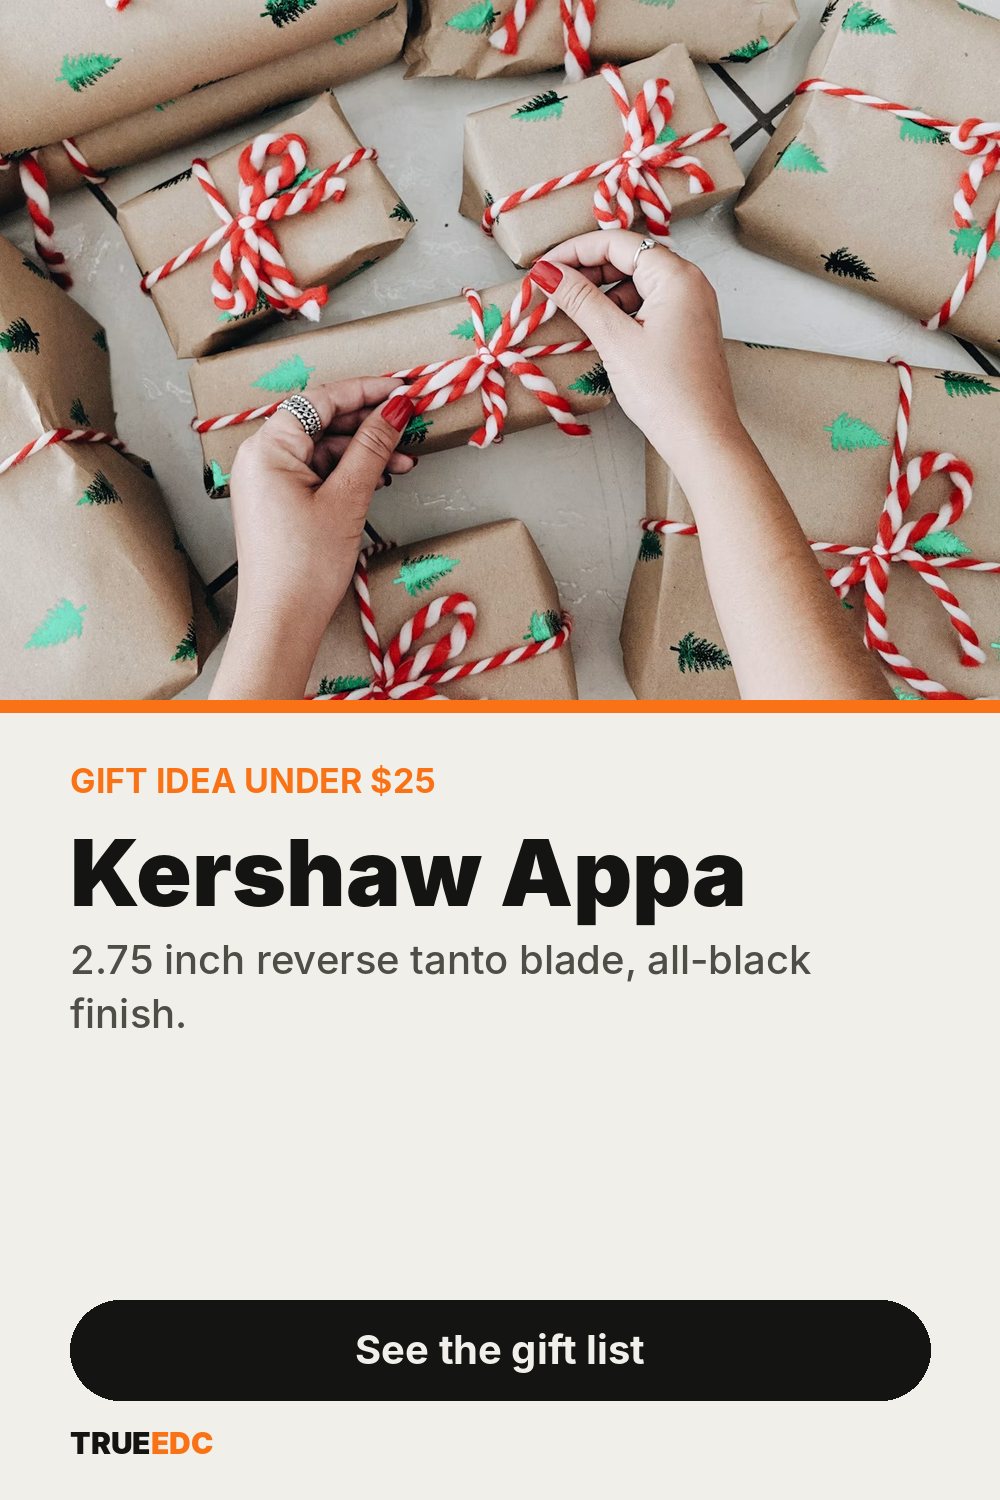 GIFT IDEA UNDER $25
Kershaw Appa
2.75 inch reverse tanto blade, all-black
finish.
See the gift list
TRUEEDC